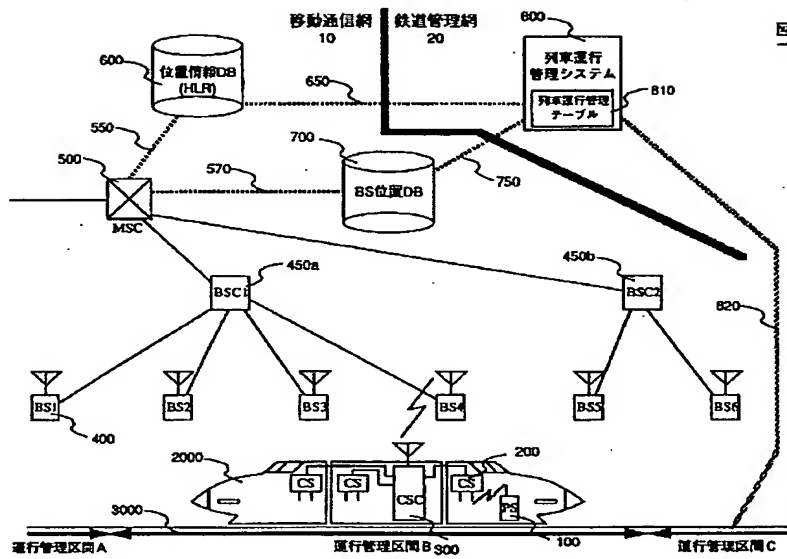 移動通信網
10
鉄道管理網
20
800
列車運行
管理システム
列車運行管理
テーブル
810
600
位置情報DB
(HLR)
650
550
500
MSC
570
700
BS位置DB
750
450a
BSC1
450b
BSC2
820
BS1
400
BS2
BS3
BS4
BS5
BS6
2000
CS
CS
CSC
200
CS
PS
3000
運行管理区間A
運行管理区間B
300
100
運行管理区間C